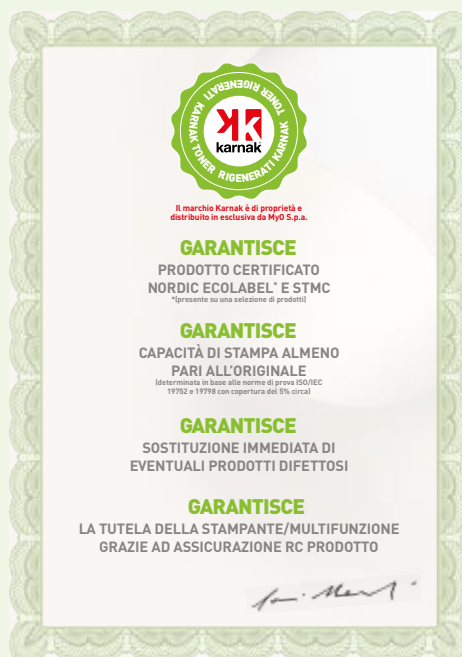 KARNAK TONER RIGENERATI
KARNAK TONER RIGENERATI
karnak
Il marchio Karnak è di proprietà e
distribuito in esclusiva da MyO S.p.a.
GARANTISCE
PRODOTTO CERTIFICATO
NORDIC ECOLABEL* E STMC
*(presente su una selezione di prodotti)
GARANTISCE
CAPACITÀ DI STAMPA ALMENO
PARI ALL'ORIGINALE
(determinata in base alle norme di prova ISO/IEC
19752 e 19798 con copertura del 5% circa)
GARANTISCE
SOSTITUZIONE IMMEDIATA DI
EVENTUALI PRODOTTI DIFETTOSI
GARANTISCE
LA TUTELA DELLA STAMPANTE/MULTIFUNZIONE
GRAZIE AD ASSICURAZIONE RC PRODOTTO